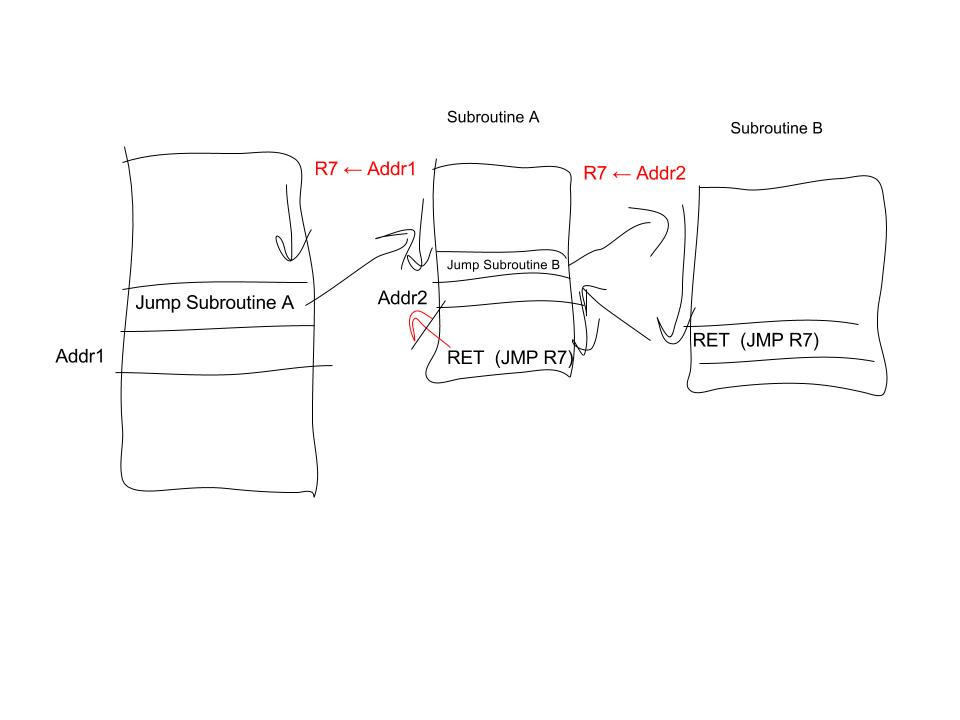 Subroutine A
Subroutine B
R7 ← Addr1
R7 ← Addr2
Jump Subroutine B
Addr2
Jump Subroutine A
RET (JMP R7)
Addr1
RET (JMP R7)